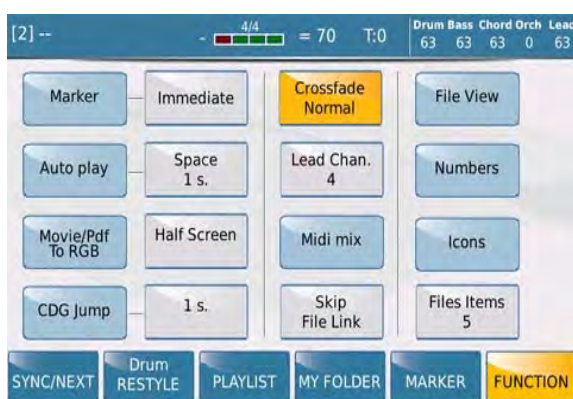 [2] -- - 4/4 = 70 T:0 Drum Bass Chord Orch Lead
63 63 63 0 63
Marker Immediate Crossfade
Normal File View
Auto play Space
1 s. Lead Chan.
4 Numbers
Movie/Pdf
To RGB Half Screen Midi mix Icons
CDG Jump 1 s. Skip
File Link Files Items
5
SYNC/NEXT Drum
RESTYLE PLAYLIST MY FOLDER MARKER FUNCTION